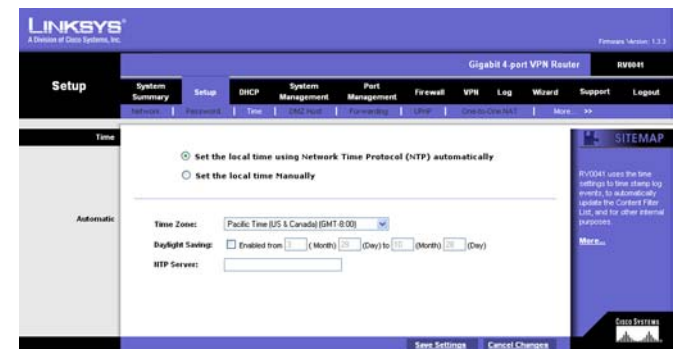 LINKSYS®
A Division of Cisco Systems, Inc.
Firmware Version: 1.3.3
Gigabit 4-port VPN Router
RV0041
Setup
System Summary
Setup
DHCP
System Management
Port Management
Firewall
VPN
Log
Wizard
Support
Logout
Network | Password | Time | DMZ Host | Forwarding | UPnP | One-to-One NAT | More >>
Time
SITEMAP
Set the local time using Network Time Protocol (NTP) automatically
Set the local time Manually
RV0041 uses the time
settings to time stamp log
events, to automatically
update the Content Filter
List, and for other internal
purposes.
More...
Automatic
Time Zone: Pacific Time (US & Canada) (GMT-8:00)
Daylight Saving: Enabled from 3 (Month) 28 (Day) to 10 (Month) 28 (Day)
NTP Server:
CISCO SYSTEMS
Save Settings
Cancel Changes